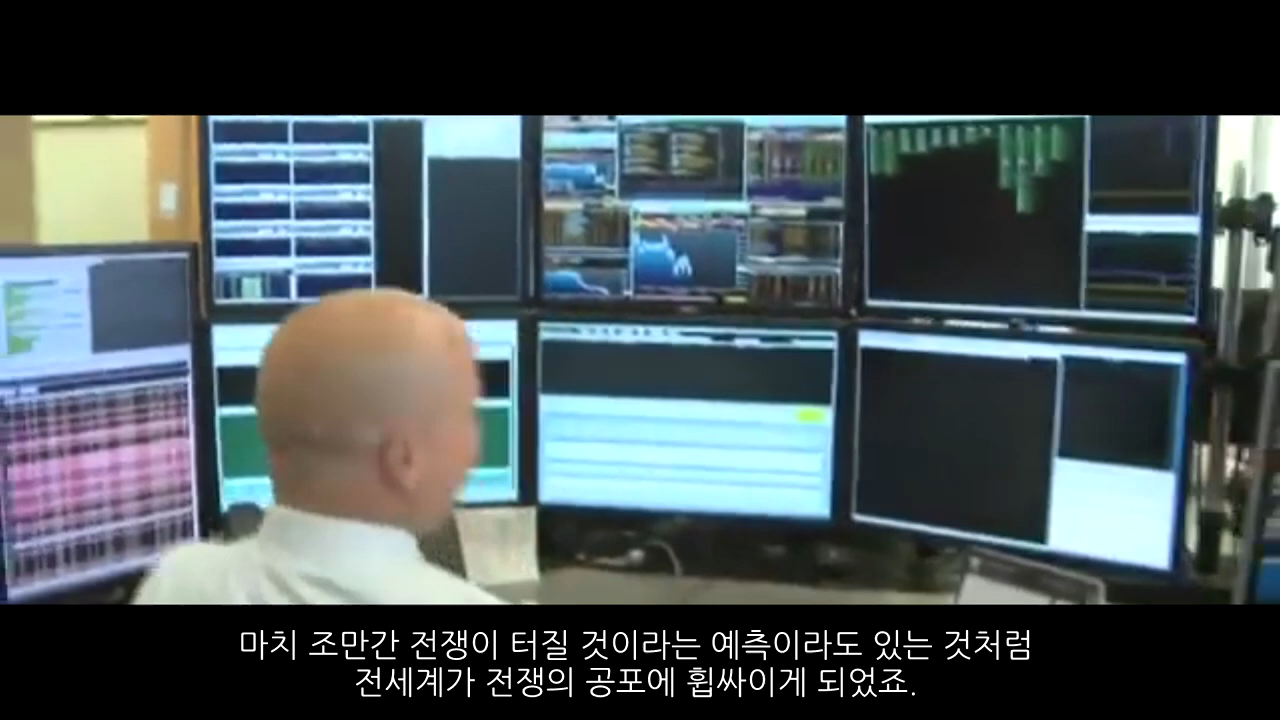 마치 조만간 전쟁이 터질 것이라는 예측이라도 있는 것처럼
전세계가 전쟁의 공포에 휩싸이게 되었죠.